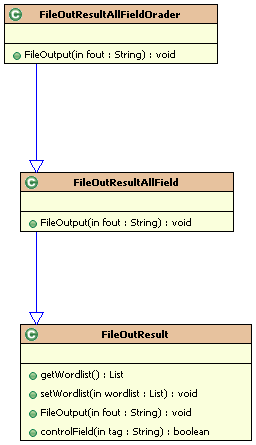 FileOutResultAllFieldOrader
FileOutput(in fout : String) : void
FileOutResultAllField
FileOutput(in fout : String) : void
FileOutResult
getWordlist() : List
setWordlist(in wordlist : List) : void
FileOutput(in fout : String) : void
controlField(in tag : String) : boolean